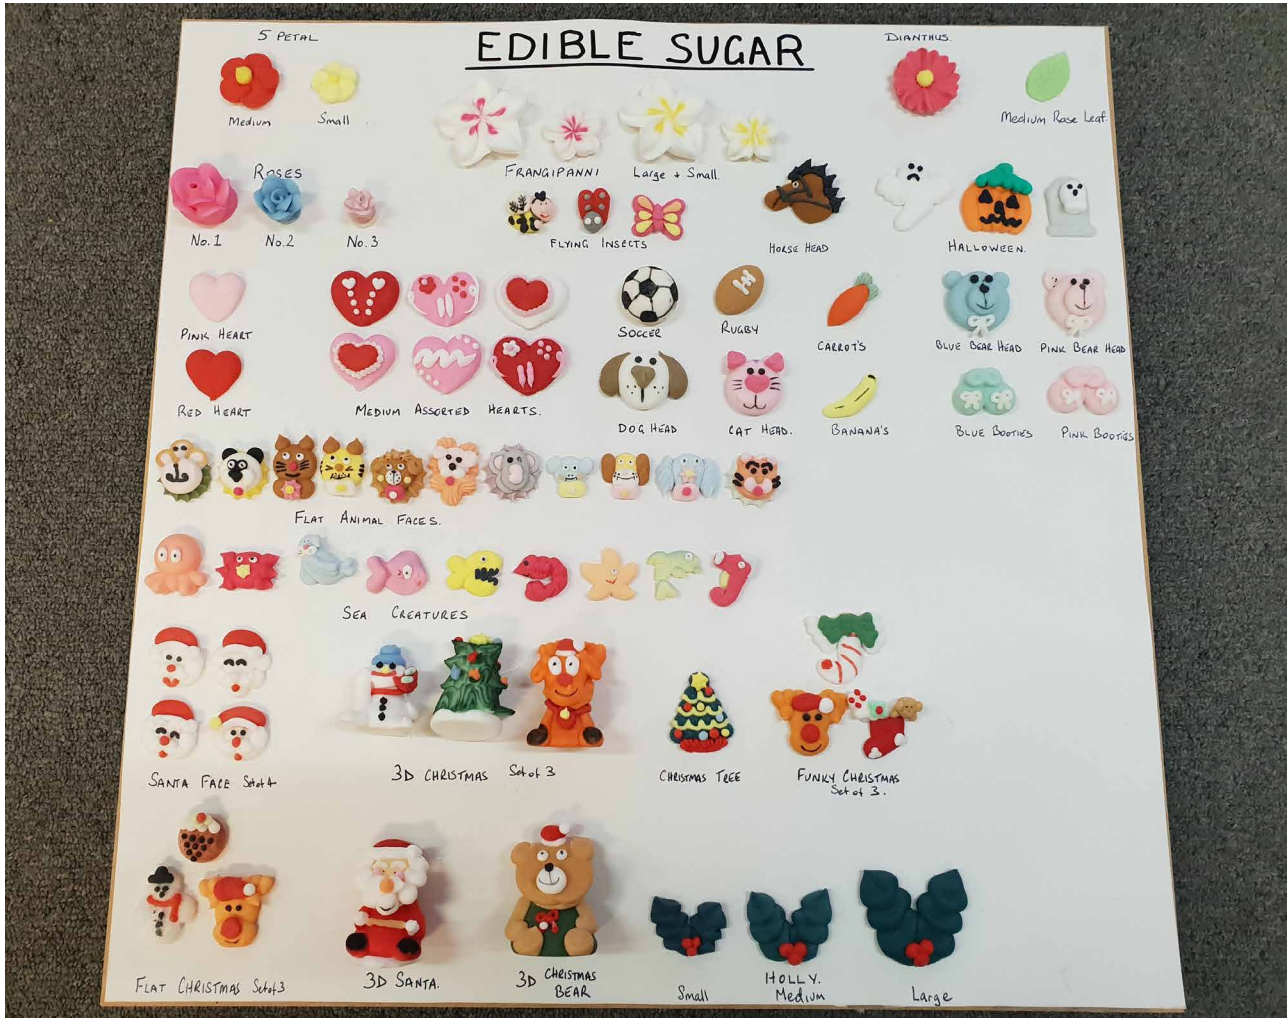 EDIBLE SUGAR
5 PETAL
DIANTHUS.
Medium
Small
Medium Rose Leaf.
FRANGIPANNI Large + Small.
ROSES
No.1
No.2
No.3
FLYING INSECTS
HORSE HEAD
HALLOWEEN.
PINK HEART
SOCCER
RUGBY
CARROT'S
BLUE BEAR HEAD
PINK BEAR HEAD
RED HEART
MEDIUM ASSORTED HEARTS.
DOG HEAD
CAT HEAD.
BANANA'S
BLUE BOOTIES
PINK BOOTIES
FLAT ANIMAL FACES.
SEA CREATURES
SANTA FACE Set of 4
3D CHRISTMAS Set of 3
CHRISTMAS TREE
FUNKY CHRISTMAS
Set of 3.
FLAT CHRISTMAS Set of 3
3D SANTA.
3D CHRISTMAS
BEAR
Small
HOLLY.
Medium
Large